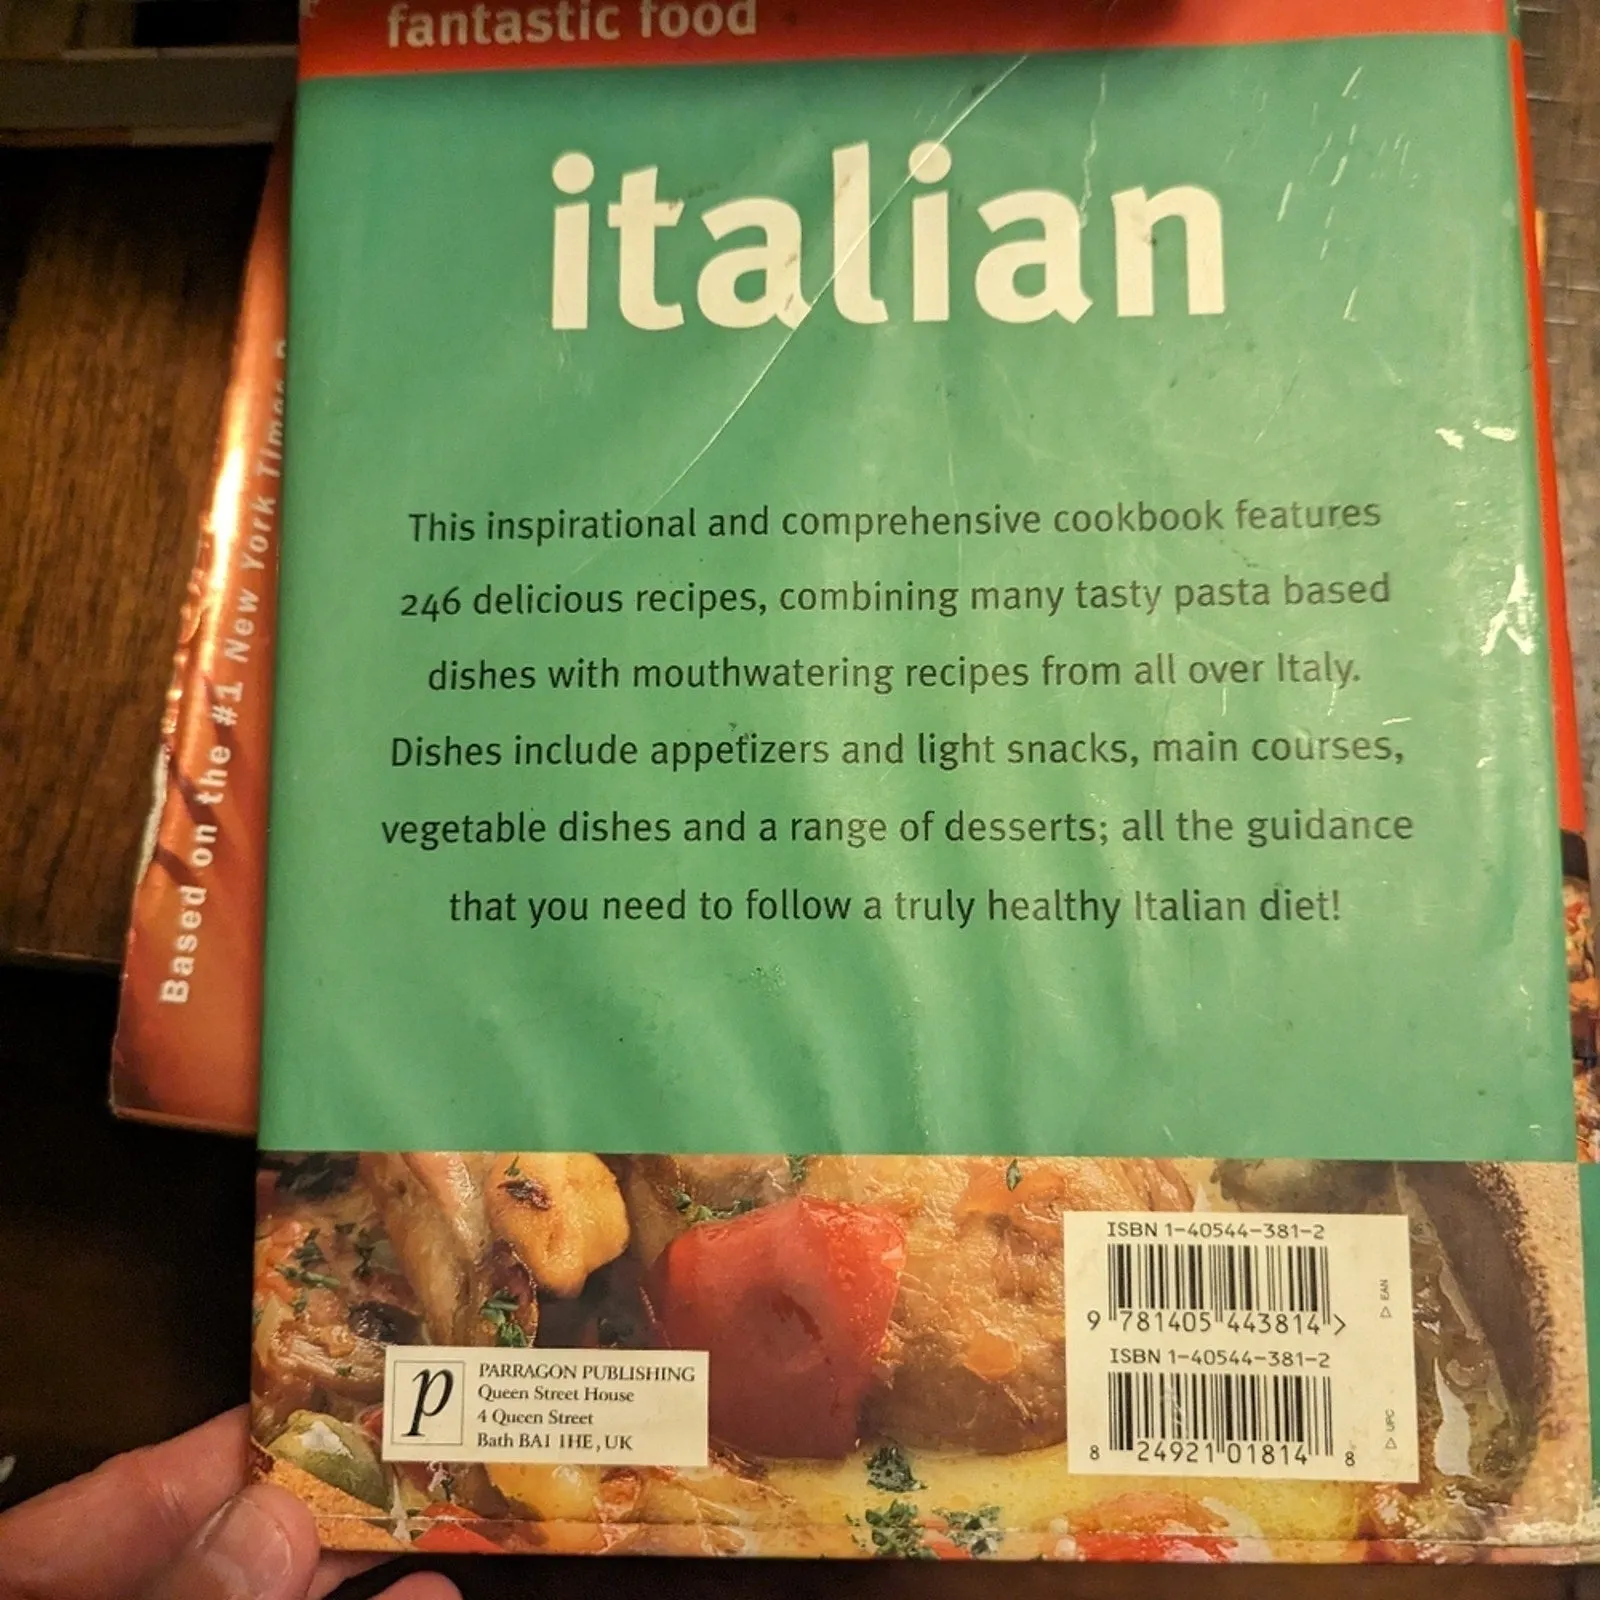 fantastic food
italian
This inspirational and comprehensive cookbook features
246 delicious recipes, combining many tasty pasta based
dishes with mouthwatering recipes from all over Italy.
Dishes include appetizers and light snacks, main courses,
vegetable dishes and a range of desserts; all the guidance
that you need to follow a truly healthy Italian diet!
Based on the #1 New York Times
ISBN 1-40544-381-2
9 781405 443814 >
EAN
ISBN 1-40544-381-2
8 24921 01814 8
UPC
p
PARRAGON PUBLISHING
Queen Street House
4 Queen Street
Bath BA1 1HE, UK